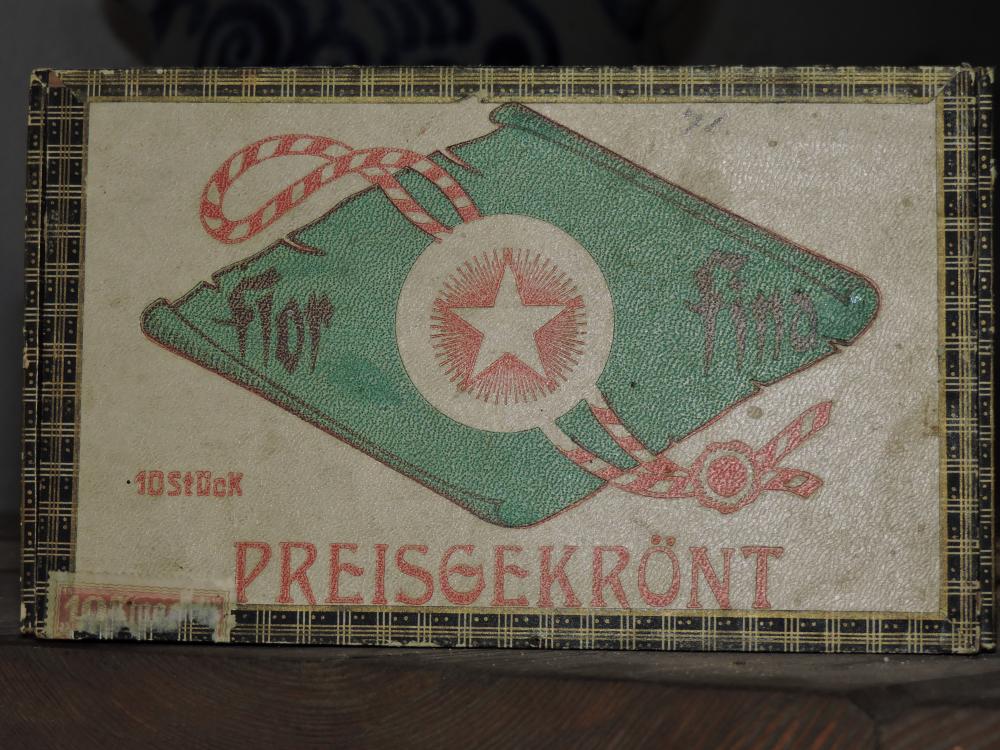 Flor Fina
10 Stück
PREISGEKRÖNT